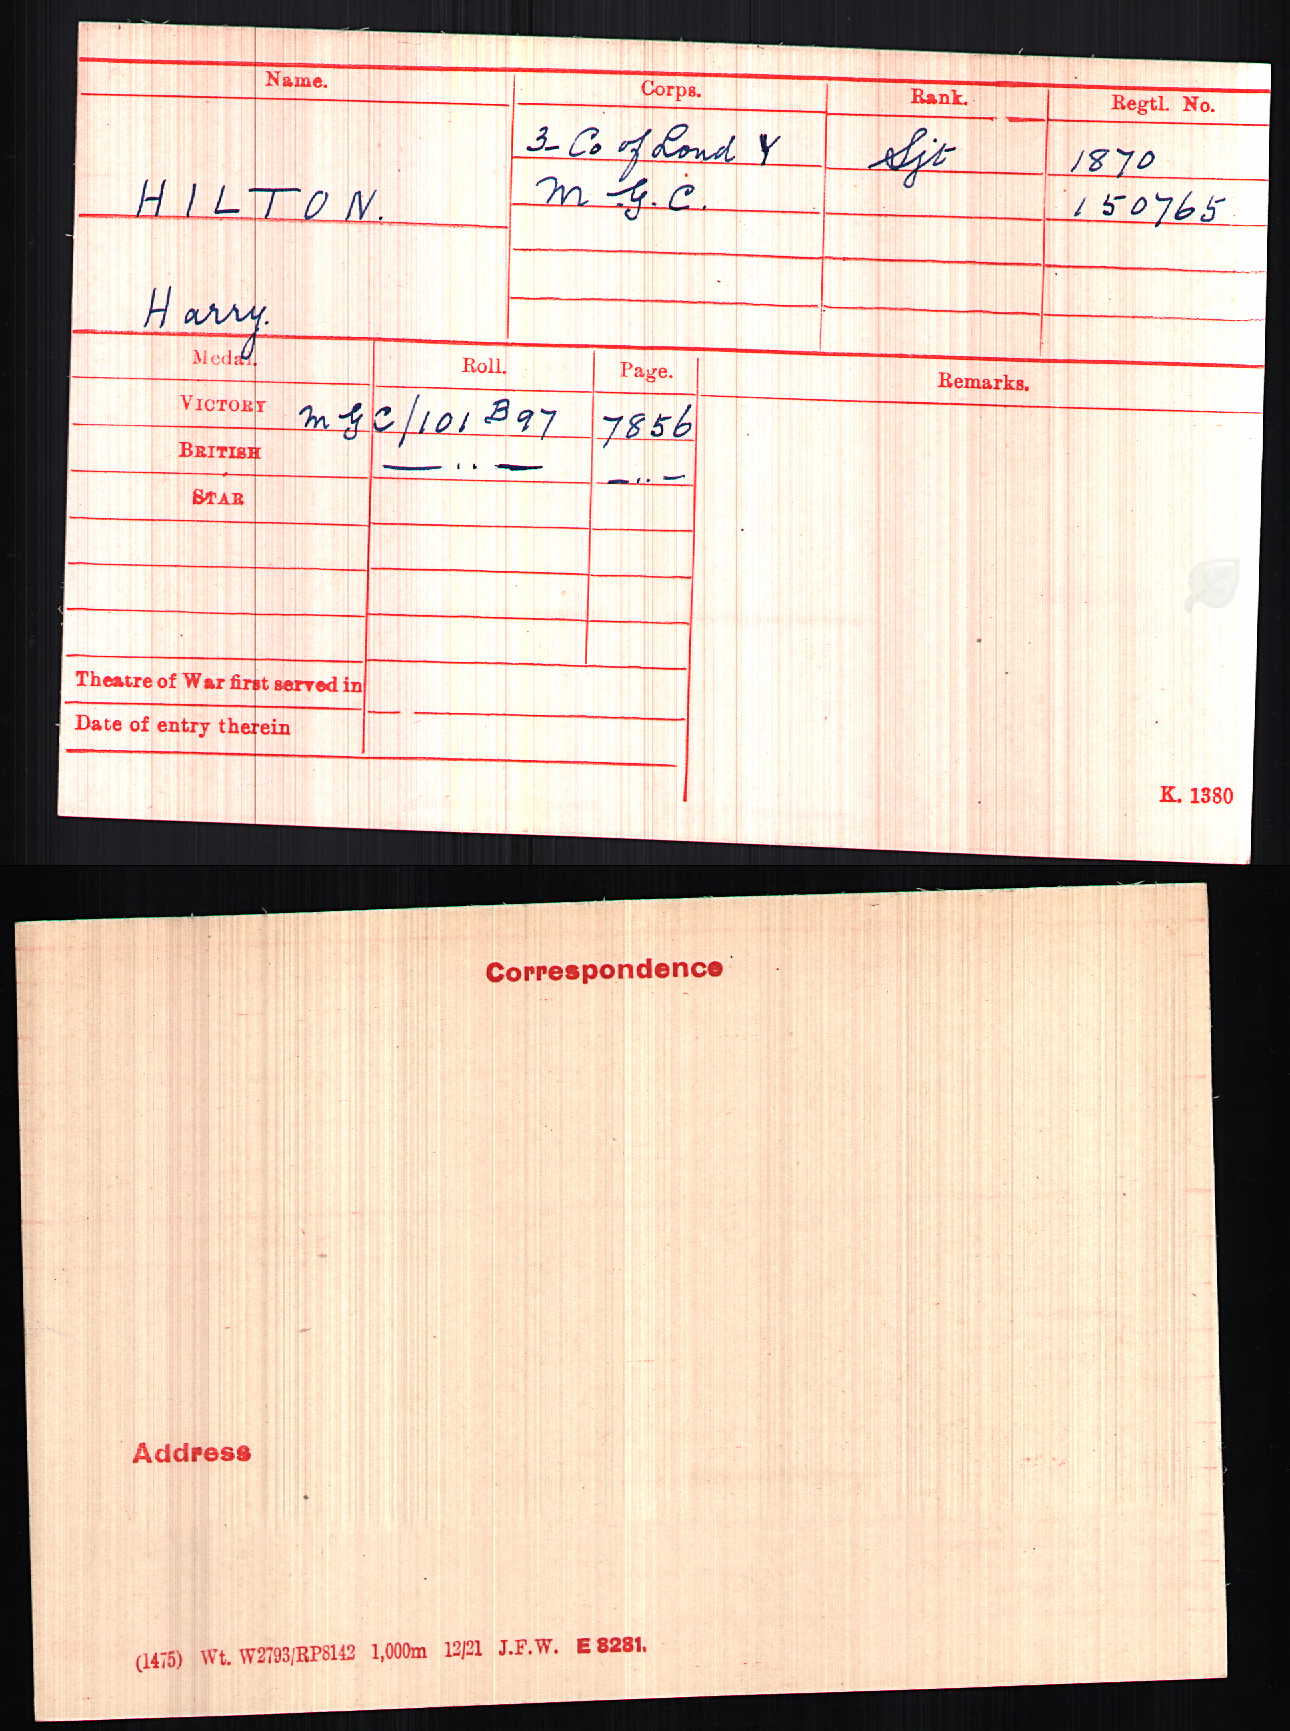 Name. Corps. Rank. Regtl. No.
3 Co of Lond Y Sjt 1870
HILTON. M.G.C. 150765
Harry.
Medal. Roll. Page. Remarks.
VICTORY MGC/101 B97 7856
BRITISH — ·· — — ·· —
STAR
Theatre of War first served in
Date of entry therein
K. 1380
Correspondence
Address
(1475) Wt. W2793/RP8142 1,000m 12/21 J.F.W. E 8281.